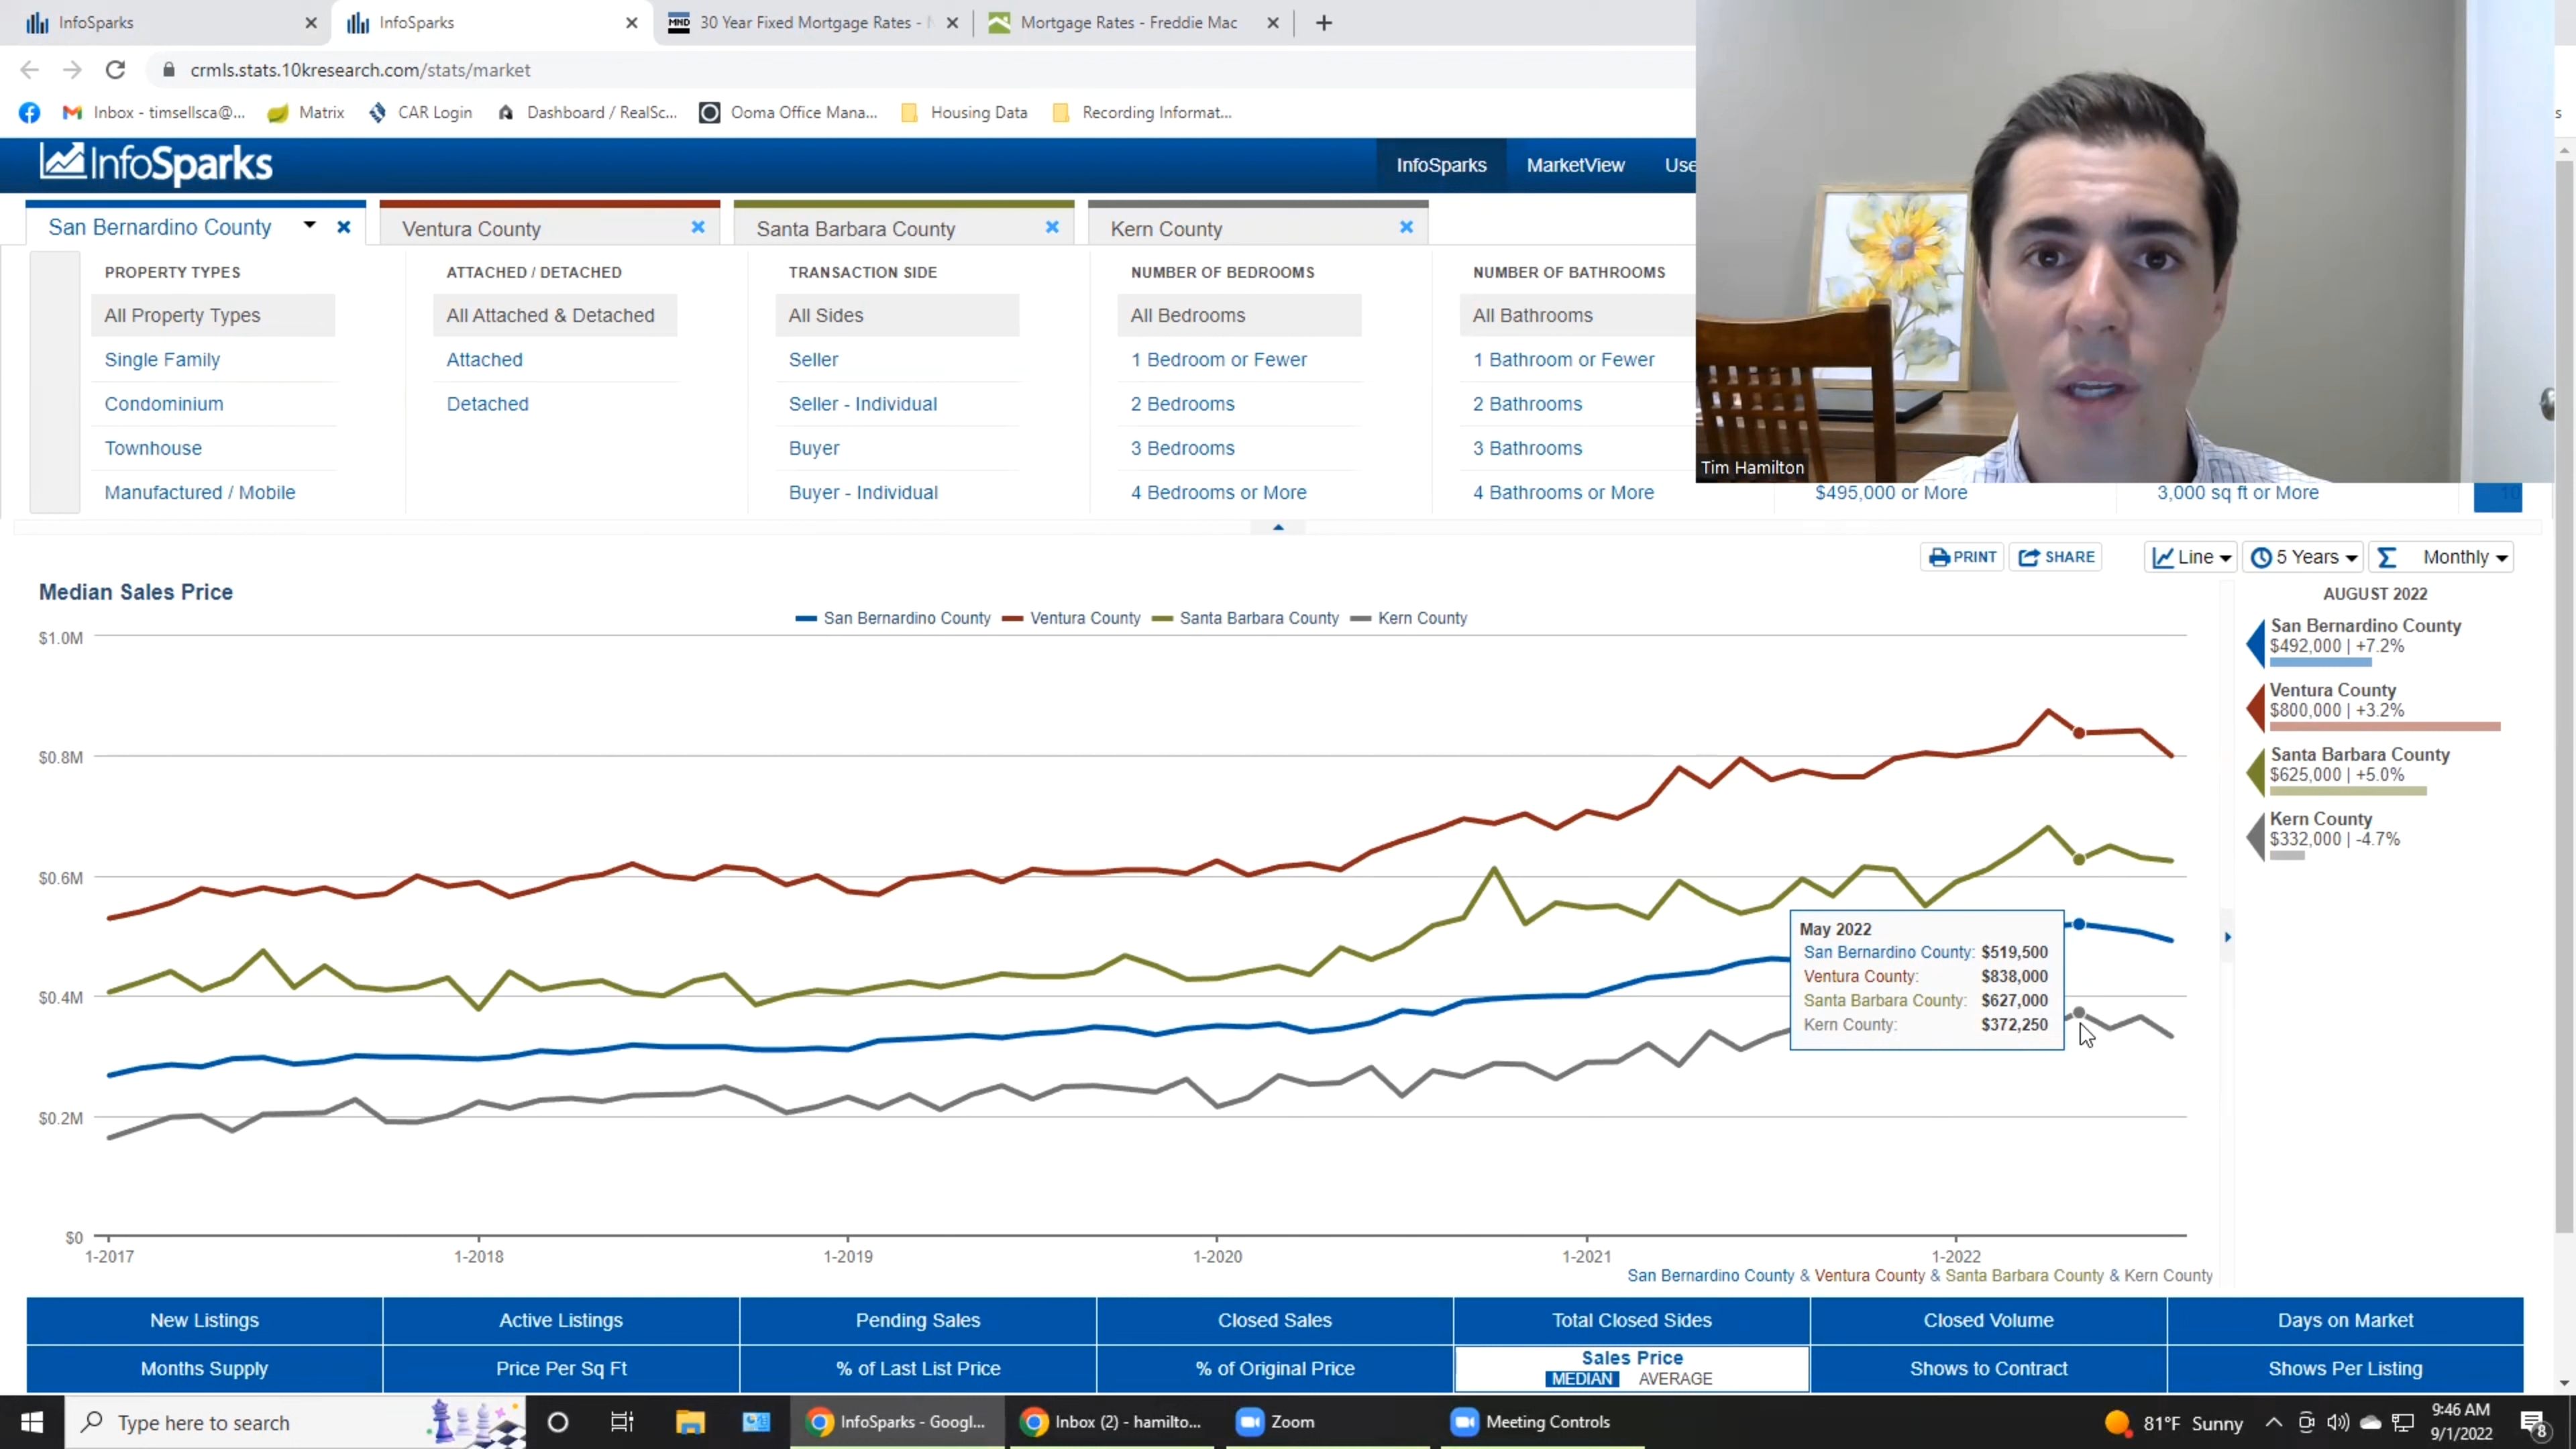 InfoSparks
InfoSparks
30 Year Fixed Mortgage Rates -
Mortgage Rates - Freddie Mac
crmls.stats.10kresearch.com/stats/market
Inbox - timsellsca@...
Matrix
CAR Login
Dashboard / RealSc...
Ooma Office Mana...
Housing Data
Recording Informat...
InfoSparks
InfoSparks
MarketView
Use
San Bernardino County
Ventura County
Santa Barbara County
Kern County
PROPERTY TYPES
ATTACHED / DETACHED
TRANSACTION SIDE
NUMBER OF BEDROOMS
NUMBER OF BATHROOMS
All Property Types
All Attached & Detached
All Sides
All Bedrooms
All Bathrooms
Single Family
Attached
Seller
1 Bedroom or Fewer
1 Bathroom or Fewer
Condominium
Detached
Seller - Individual
2 Bedrooms
2 Bathrooms
Townhouse
Buyer
3 Bedrooms
3 Bathrooms
Tim Hamilton
Manufactured / Mobile
Buyer - Individual
4 Bedrooms or More
4 Bathrooms or More
$495,000 or More
3,000 sq ft or More
PRINT
SHARE
Line
5 Years
Σ Monthly
Median Sales Price
San Bernardino County
Ventura County
Santa Barbara County
Kern County
AUGUST 2022
San Bernardino County
$492,000 | +7.2%
Ventura County
$800,000 | +3.2%
Santa Barbara County
$625,000 | +5.0%
Kern County
$332,000 | -4.7%
$1.0M
$0.8M
$0.6M
$0.4M
$0.2M
$0
May 2022
San Bernardino County: $519,500
Ventura County: $838,000
Santa Barbara County: $627,000
Kern County: $372,250
1-2017
1-2018
1-2019
1-2020
1-2021
1-2022
San Bernardino County & Ventura County & Santa Barbara County & Kern County
New Listings
Active Listings
Pending Sales
Closed Sales
Total Closed Sides
Closed Volume
Days on Market
Months Supply
Price Per Sq Ft
% of Last List Price
% of Original Price
Sales Price
MEDIAN AVERAGE
Shows to Contract
Shows Per Listing
Type here to search
InfoSparks - Googl...
Inbox (2) - hamilto...
Zoom
Meeting Controls
81°F Sunny
9:46 AM
9/1/2022
8